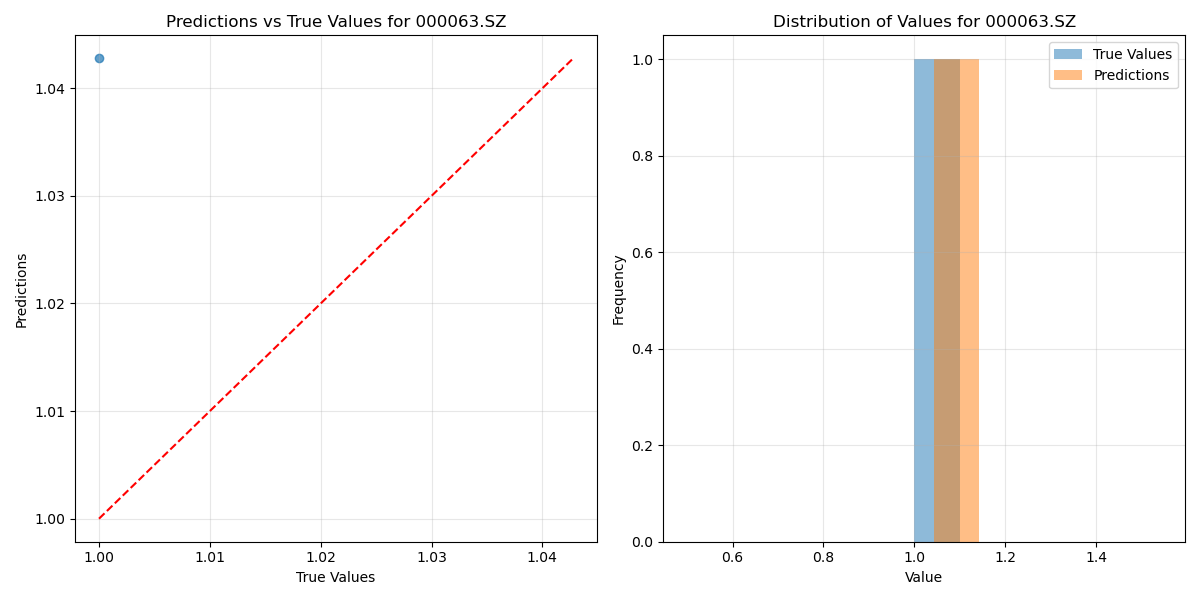 Predictions vs True Values for 000063.SZ
1.04
1.03
1.02
1.01
1.00
Predictions
1.00 1.01 1.02 1.03 1.04
True Values
Distribution of Values for 000063.SZ
True Values
Predictions
1.0
0.8
0.6
0.4
0.2
0.0
Frequency
0.6 0.8 1.0 1.2 1.4
Value